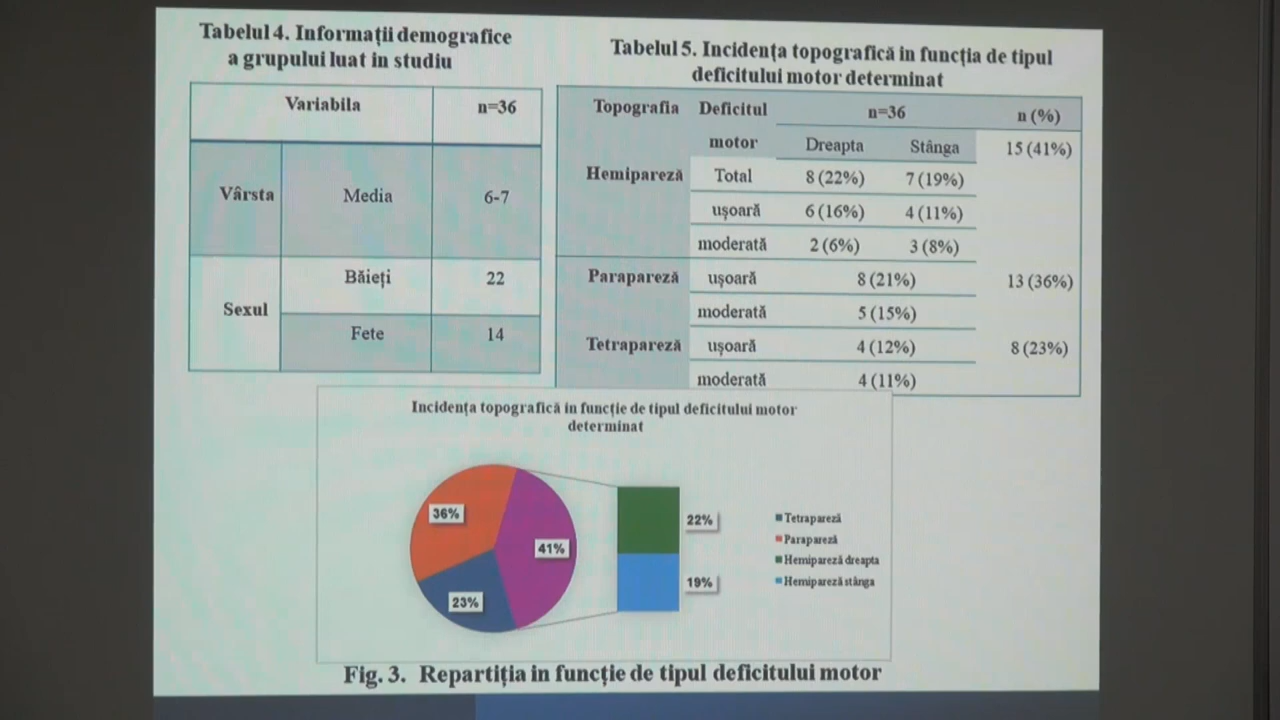 Tabelul 4. Informații demografice
a grupului luat in studiu
Variabila n=36
Vârsta Media 6-7
Sexul Băieți 22
Fete 14
Tabelul 5. Incidența topografică in funcția de tipul
deficitului motor determinat
Topografia Deficitul motor n=36 n (%)
Dreapta Stânga
Hemipareză Total 8 (22%) 7 (19%) 15 (41%)
ușoară 6 (16%) 4 (11%)
moderată 2 (6%) 3 (8%)
Parapareză ușoară 8 (21%) 13 (36%)
moderată 5 (15%)
Tetrapareză ușoară 4 (12%) 8 (23%)
moderată 4 (11%)
Incidența topografică in funcție de tipul deficitului motor
determinat
36%
41%
23%
22%
19%
Tetrapareză
Parapareză
Hemipareză dreapta
Hemipareză stânga
Fig. 3. Repartiția in funcție de tipul deficitului motor